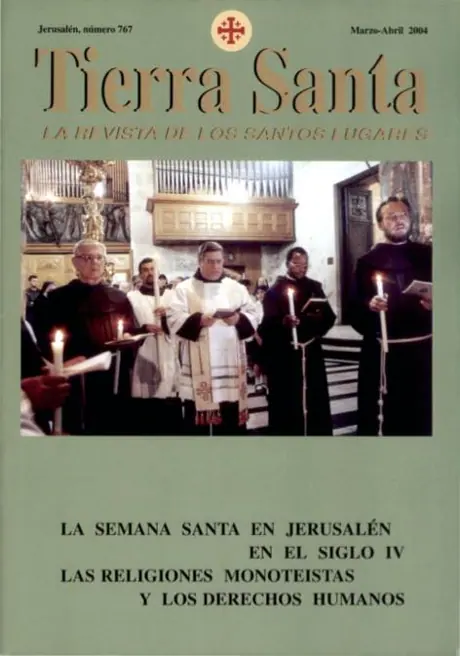 Jerusalén, número 767
Marzo-Abril 2004
Tierra Santa
LA REVISTA DE LOS SANTOS LUGARES
LA SEMANA SANTA EN JERUSALÉN
EN EL SIGLO IV
LAS RELIGIONES MONOTEISTAS
Y LOS DERECHOS HUMANOS